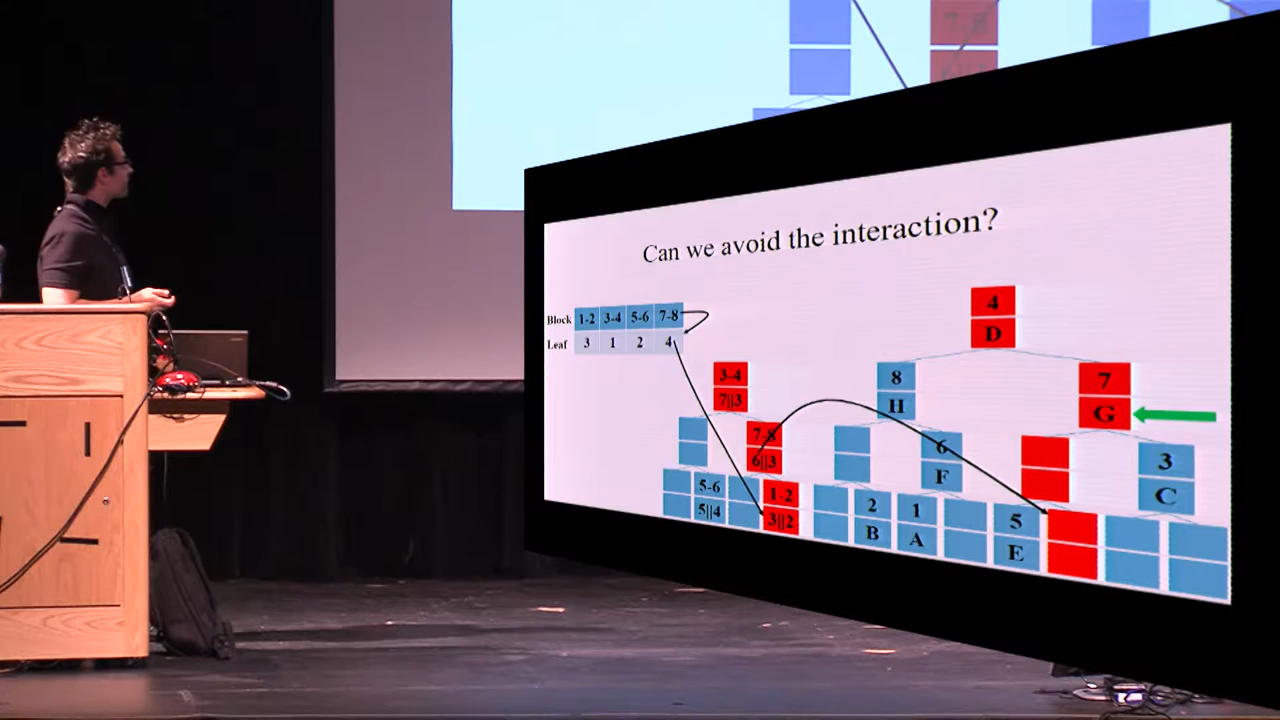 7-8
Can we avoid the interaction?
Block 1-2 3-4 5-6 7-8
Leaf 3 1 2 4
4
D
3-4
7||3
8
H
7
G
7-8
6||3
6
F
3
C
5-6
5||4
1-2
3||2
2
B
1
A
5
E